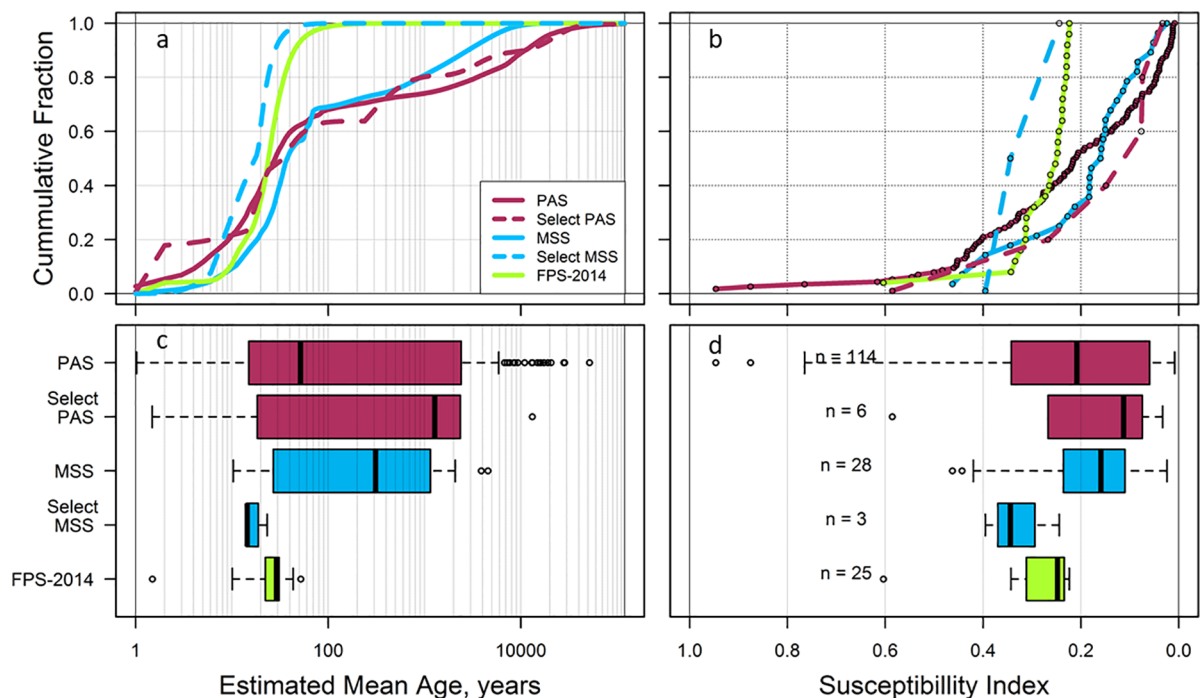 a
b
Cummulative Fraction
1.0
0.8
0.6
0.4
0.2
0.0
PAS
Select PAS
MSS
Select MSS
FPS-2014
c
d
PAS
Select
PAS
MSS
Select
MSS
FPS-2014
n = 114
n = 6
n = 28
n = 3
n = 25
1
100
10000
1.0
0.8
0.6
0.4
0.2
0.0
Estimated Mean Age, years
Susceptibillity Index